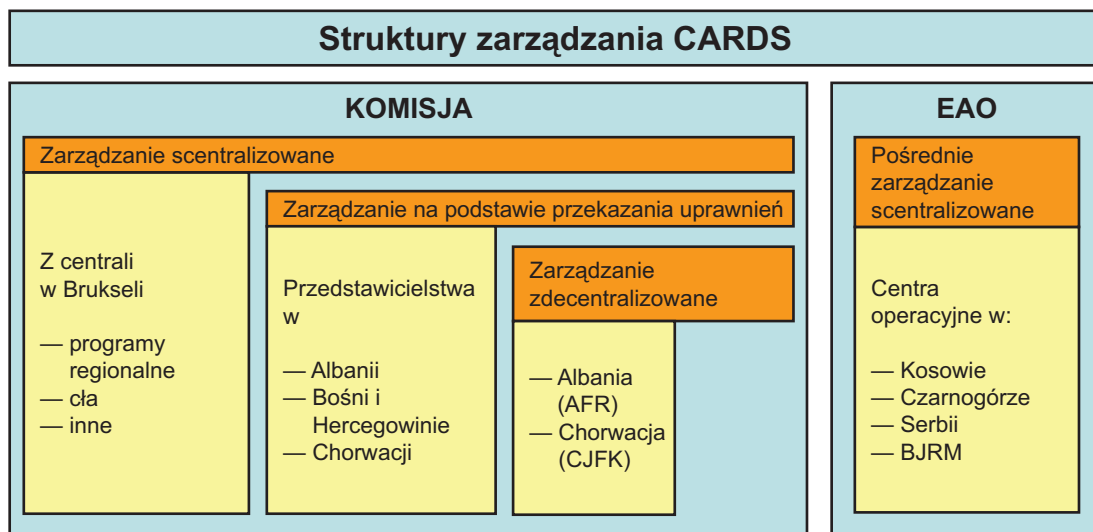 Struktury zarządzania CARDS
KOMISJA
Zarządzanie scentralizowane
Z centrali
w Brukseli
— programy
regionalne
— cła
— inne
Zarządzanie na podstawie przekazania uprawnień
Przedstawicielstwa
w
— Albanii
— Bośni i
Hercegowinie
— Chorwacji
Zarządzanie
zdecentralizowane
— Albania
(AFR)
— Chorwacja
(CJFK)
EAO
Pośrednie
zarządzanie
scentralizowane
Centra
operacyjne w:
— Kosowie
— Czarnogórze
— Serbii
— BJRM